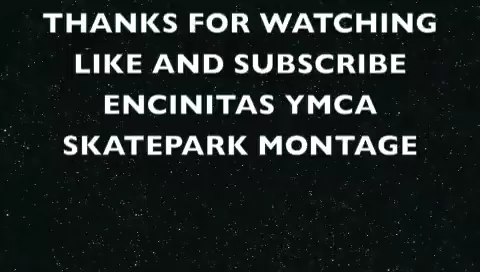 THANKS FOR WATCHING
LIKE AND SUBSCRIBE
ENCINITAS YMCA
SKATEPARK MONTAGE